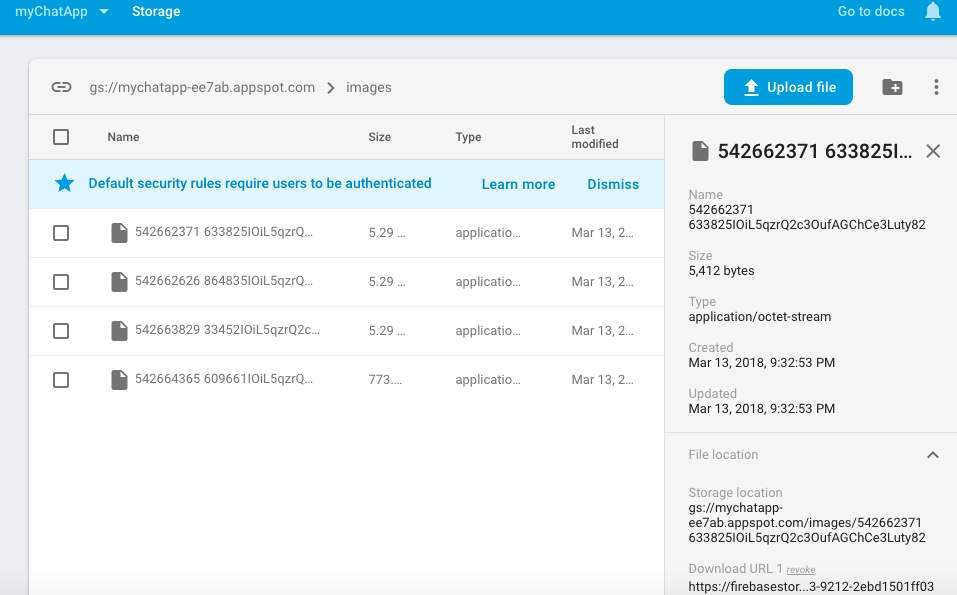 myChatApp Storage Go to docs
gs://mychatapp-ee7ab.appspot.com > images Upload file
Name Size Type Last modified
Default security rules require users to be authenticated Learn more Dismiss
542662371 633825IOiL5qzrQ... 5.29 ... applicatio... Mar 13, 2...
542662626 864835IOiL5qzrQ... 5.29 ... applicatio... Mar 13, 2...
542663829 33452IOiL5qzrQ2c... 5.29 ... applicatio... Mar 13, 2...
542664365 609661IOiL5qzrQ... 773.... applicatio... Mar 13, 2...
542662371 633825I...
Name
542662371
633825IOiL5qzrQ2c3OufAGChCe3Luty82
Size
5,412 bytes
Type
application/octet-stream
Created
Mar 13, 2018, 9:32:53 PM
Updated
Mar 13, 2018, 9:32:53 PM
File location
Storage location
gs://mychatapp-
ee7ab.appspot.com/images/542662371
633825IOiL5qzrQ2c3OufAGChCe3Luty82
Download URL 1 revoke
https://firebasestor...3-9212-2ebd1501ff03